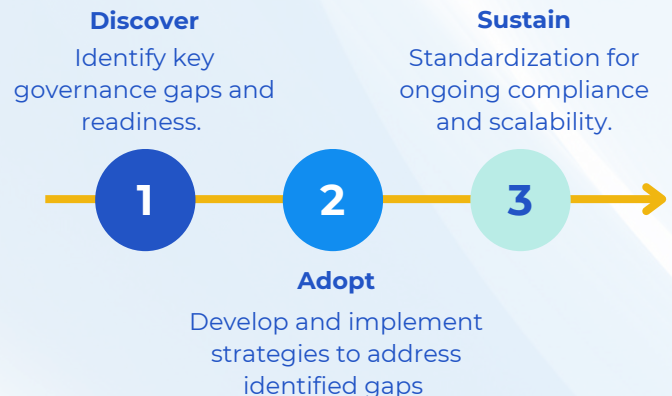 Discover
Identify key
governance gaps and
readiness.
Sustain
Standardization for
ongoing compliance
and scalability.
1
2
3
Adopt
Develop and implement
strategies to address
identified gaps